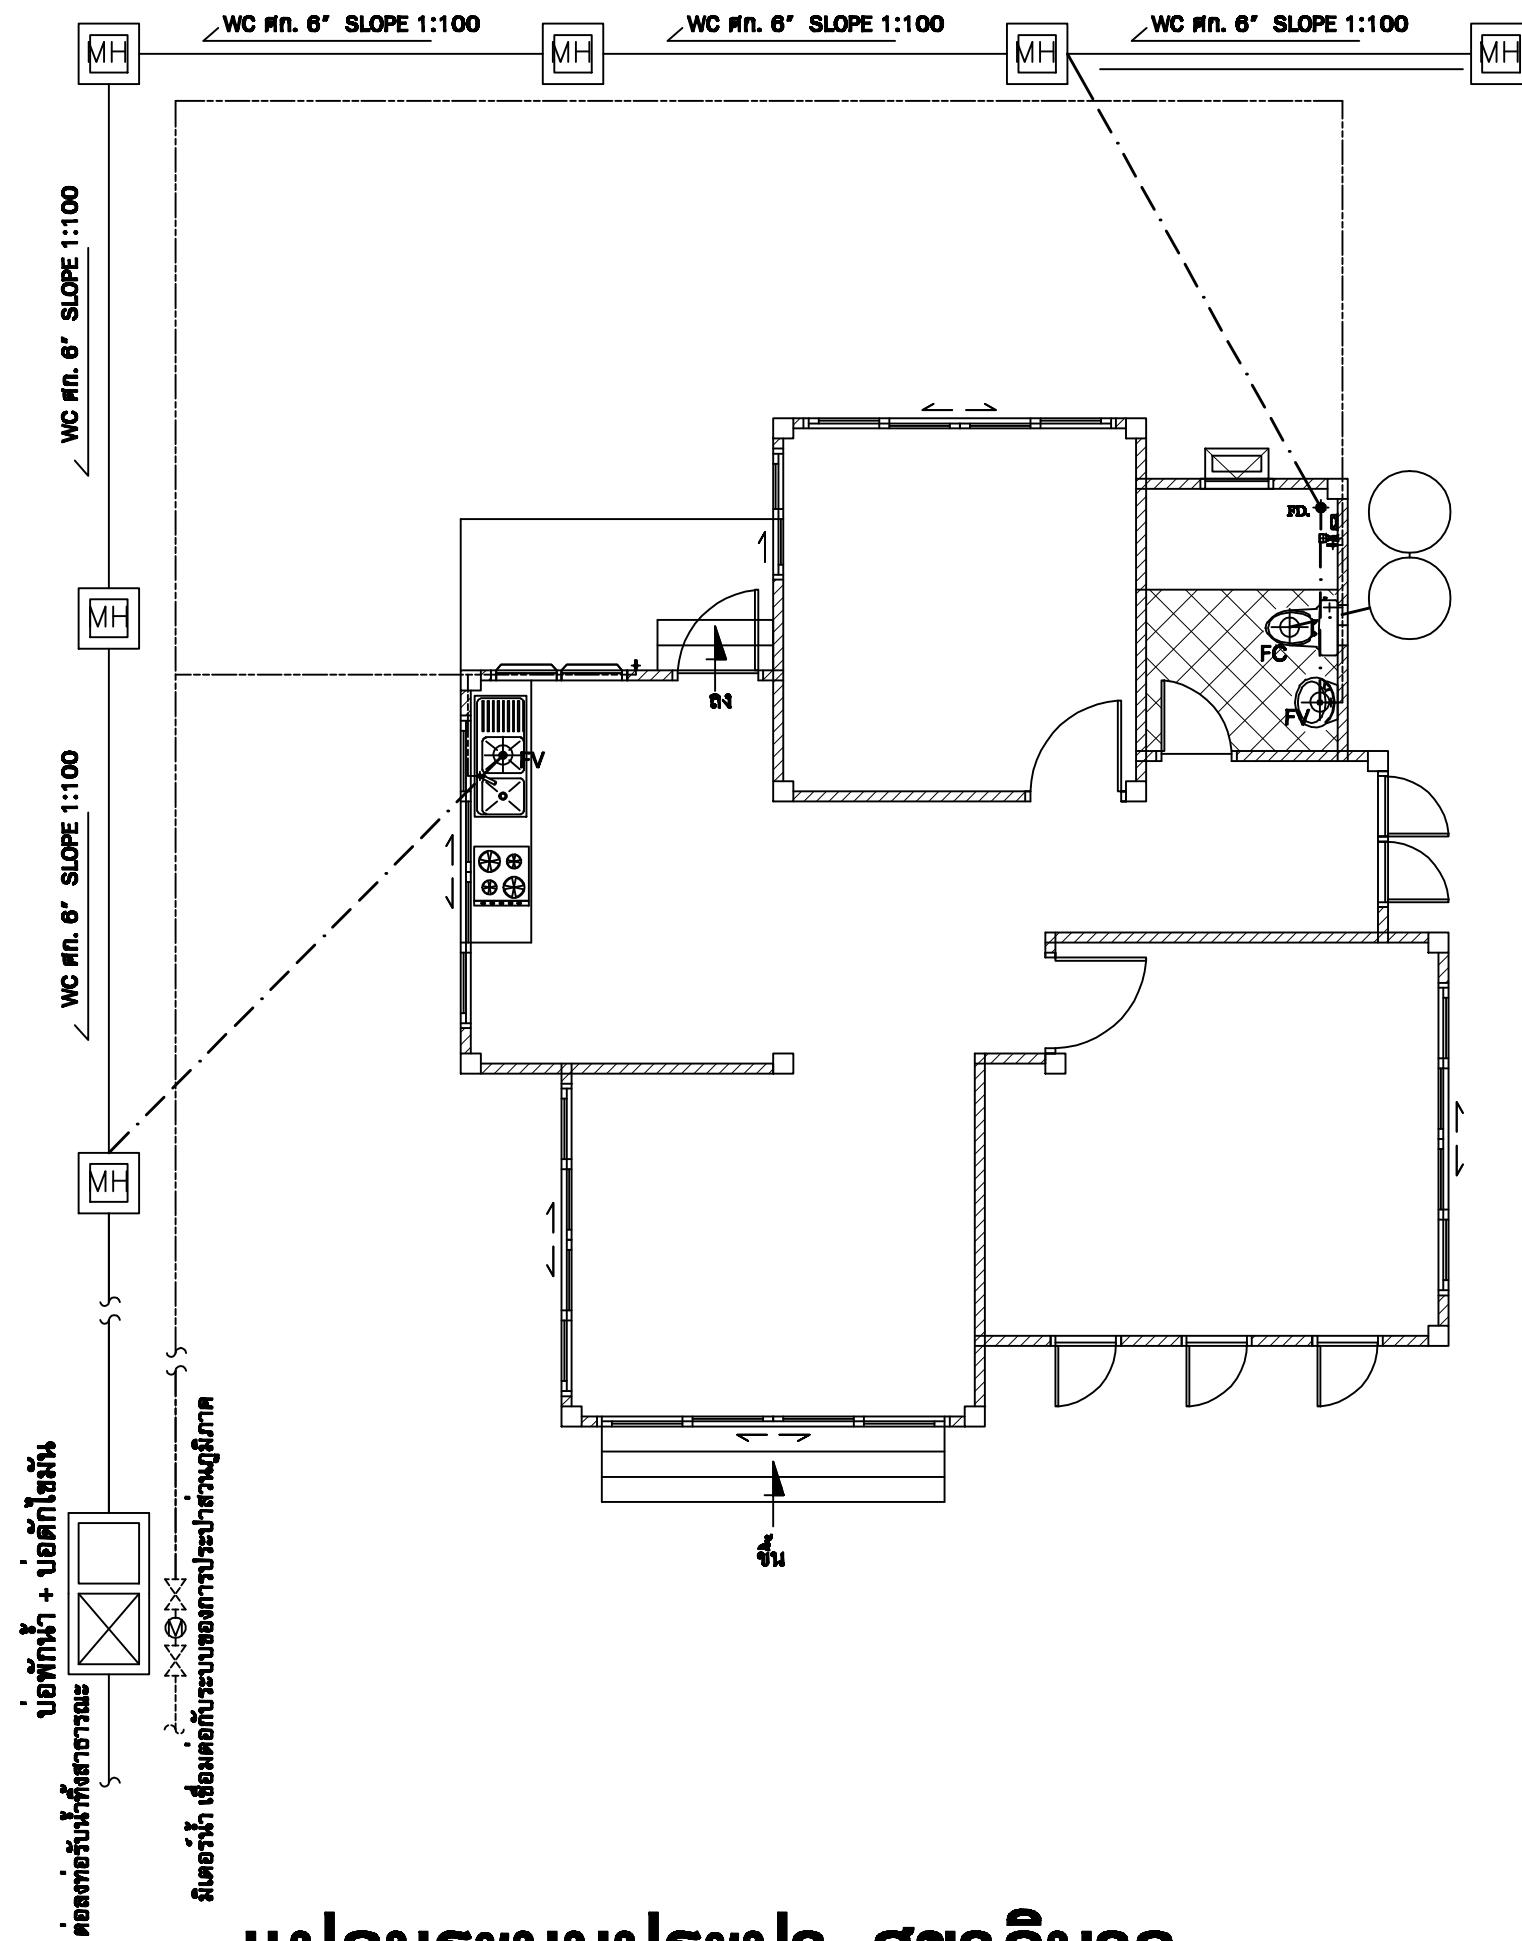 WC ศก. 6" SLOPE 1:100
WC ศก. 6" SLOPE 1:100
WC ศก. 6" SLOPE 1:100
MH
MH
MH
MH
WC ศก. 6" SLOPE 1:100
FD.
MH
FC
ลง
FV
FV
WC ศก. 6" SLOPE 1:100
MH
ขึ้น
บ่อพักน้ำ + บ่อดักไขมัน
ต่อลงท่อรับน้ำทิ้งสาธารณะ
M
มิเตอร์น้ำ เชื่อมต่อกับระบบของการประปาส่วนภูมิภาค